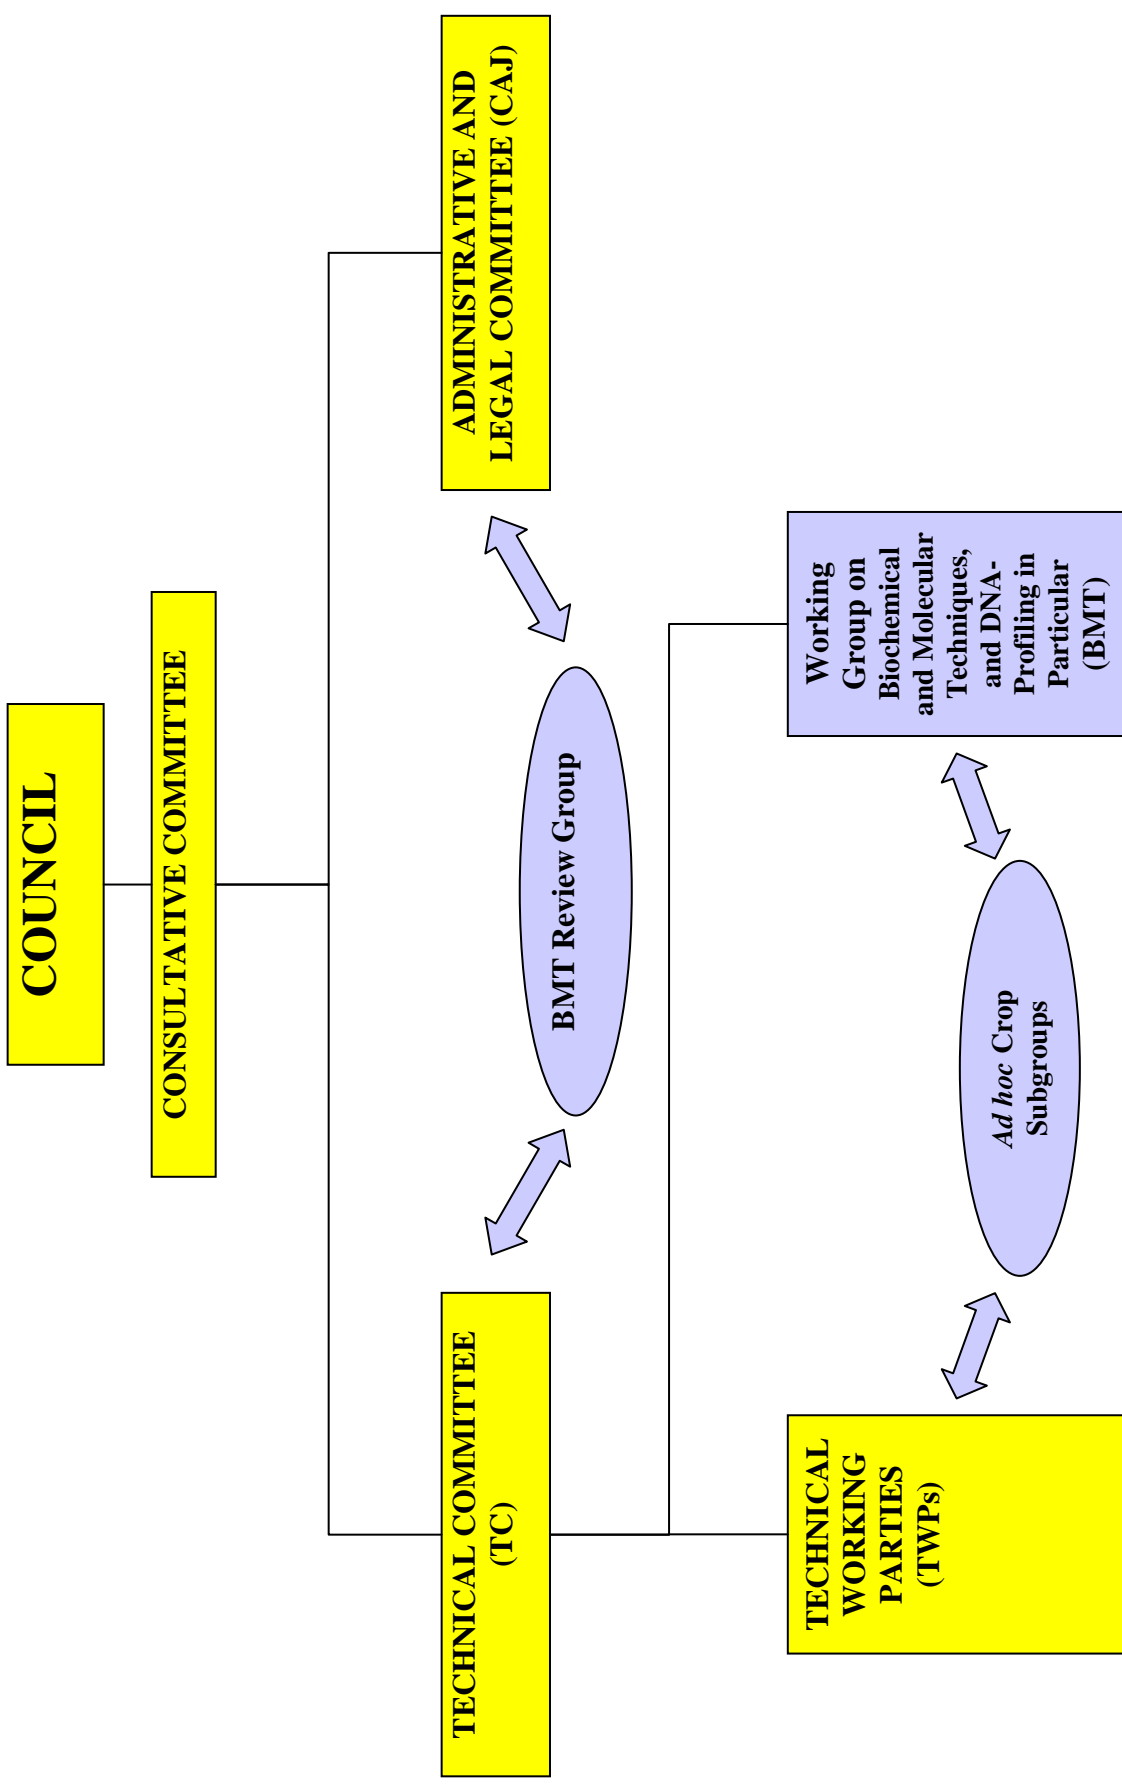 COUNCIL
CONSULTATIVE COMMITTEE
TECHNICAL COMMITTEE
(TC)
ADMINISTRATIVE AND
LEGAL COMMITTEE (CAJ)
BMT Review Group
TECHNICAL
WORKING
PARTIES
(TWPs)
Working
Group on
Biochemical
and Molecular
Techniques,
and DNA-
Profiling in
Particular
(BMT)
Ad hoc Crop
Subgroups